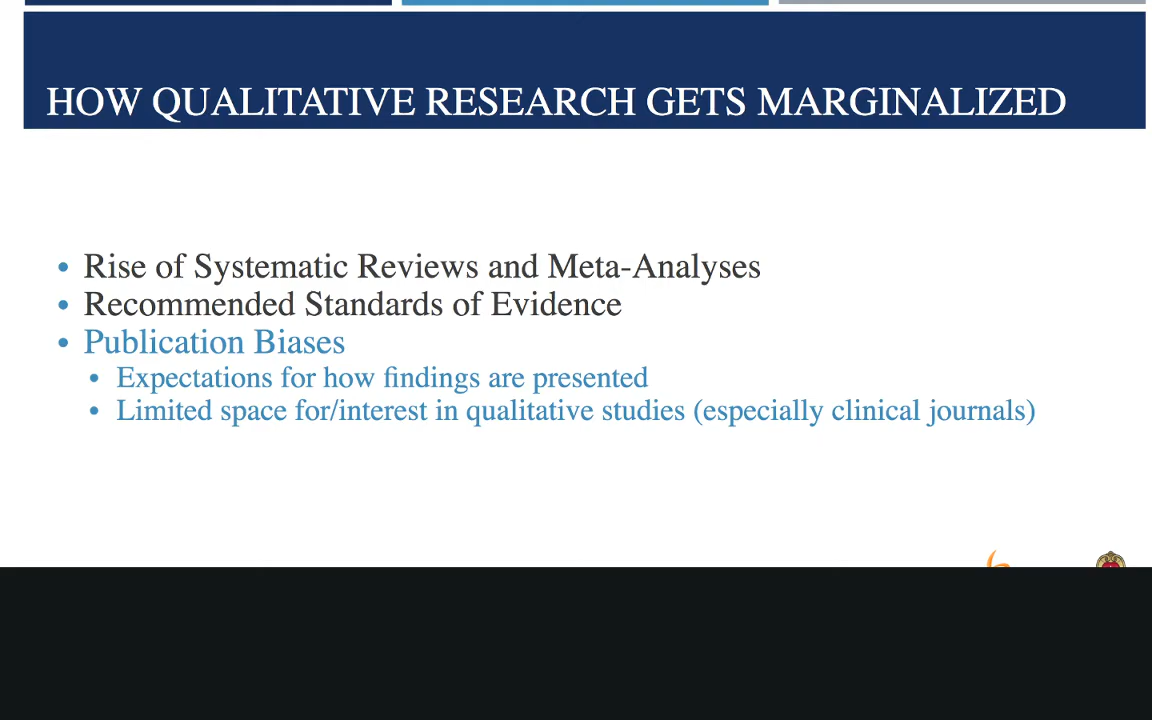 HOW QUALITATIVE RESEARCH GETS MARGINALIZED
• Rise of Systematic Reviews and Meta-Analyses
• Recommended Standards of Evidence
• Publication Biases
• Expectations for how findings are presented
• Limited space for/interest in qualitative studies (especially clinical journals)